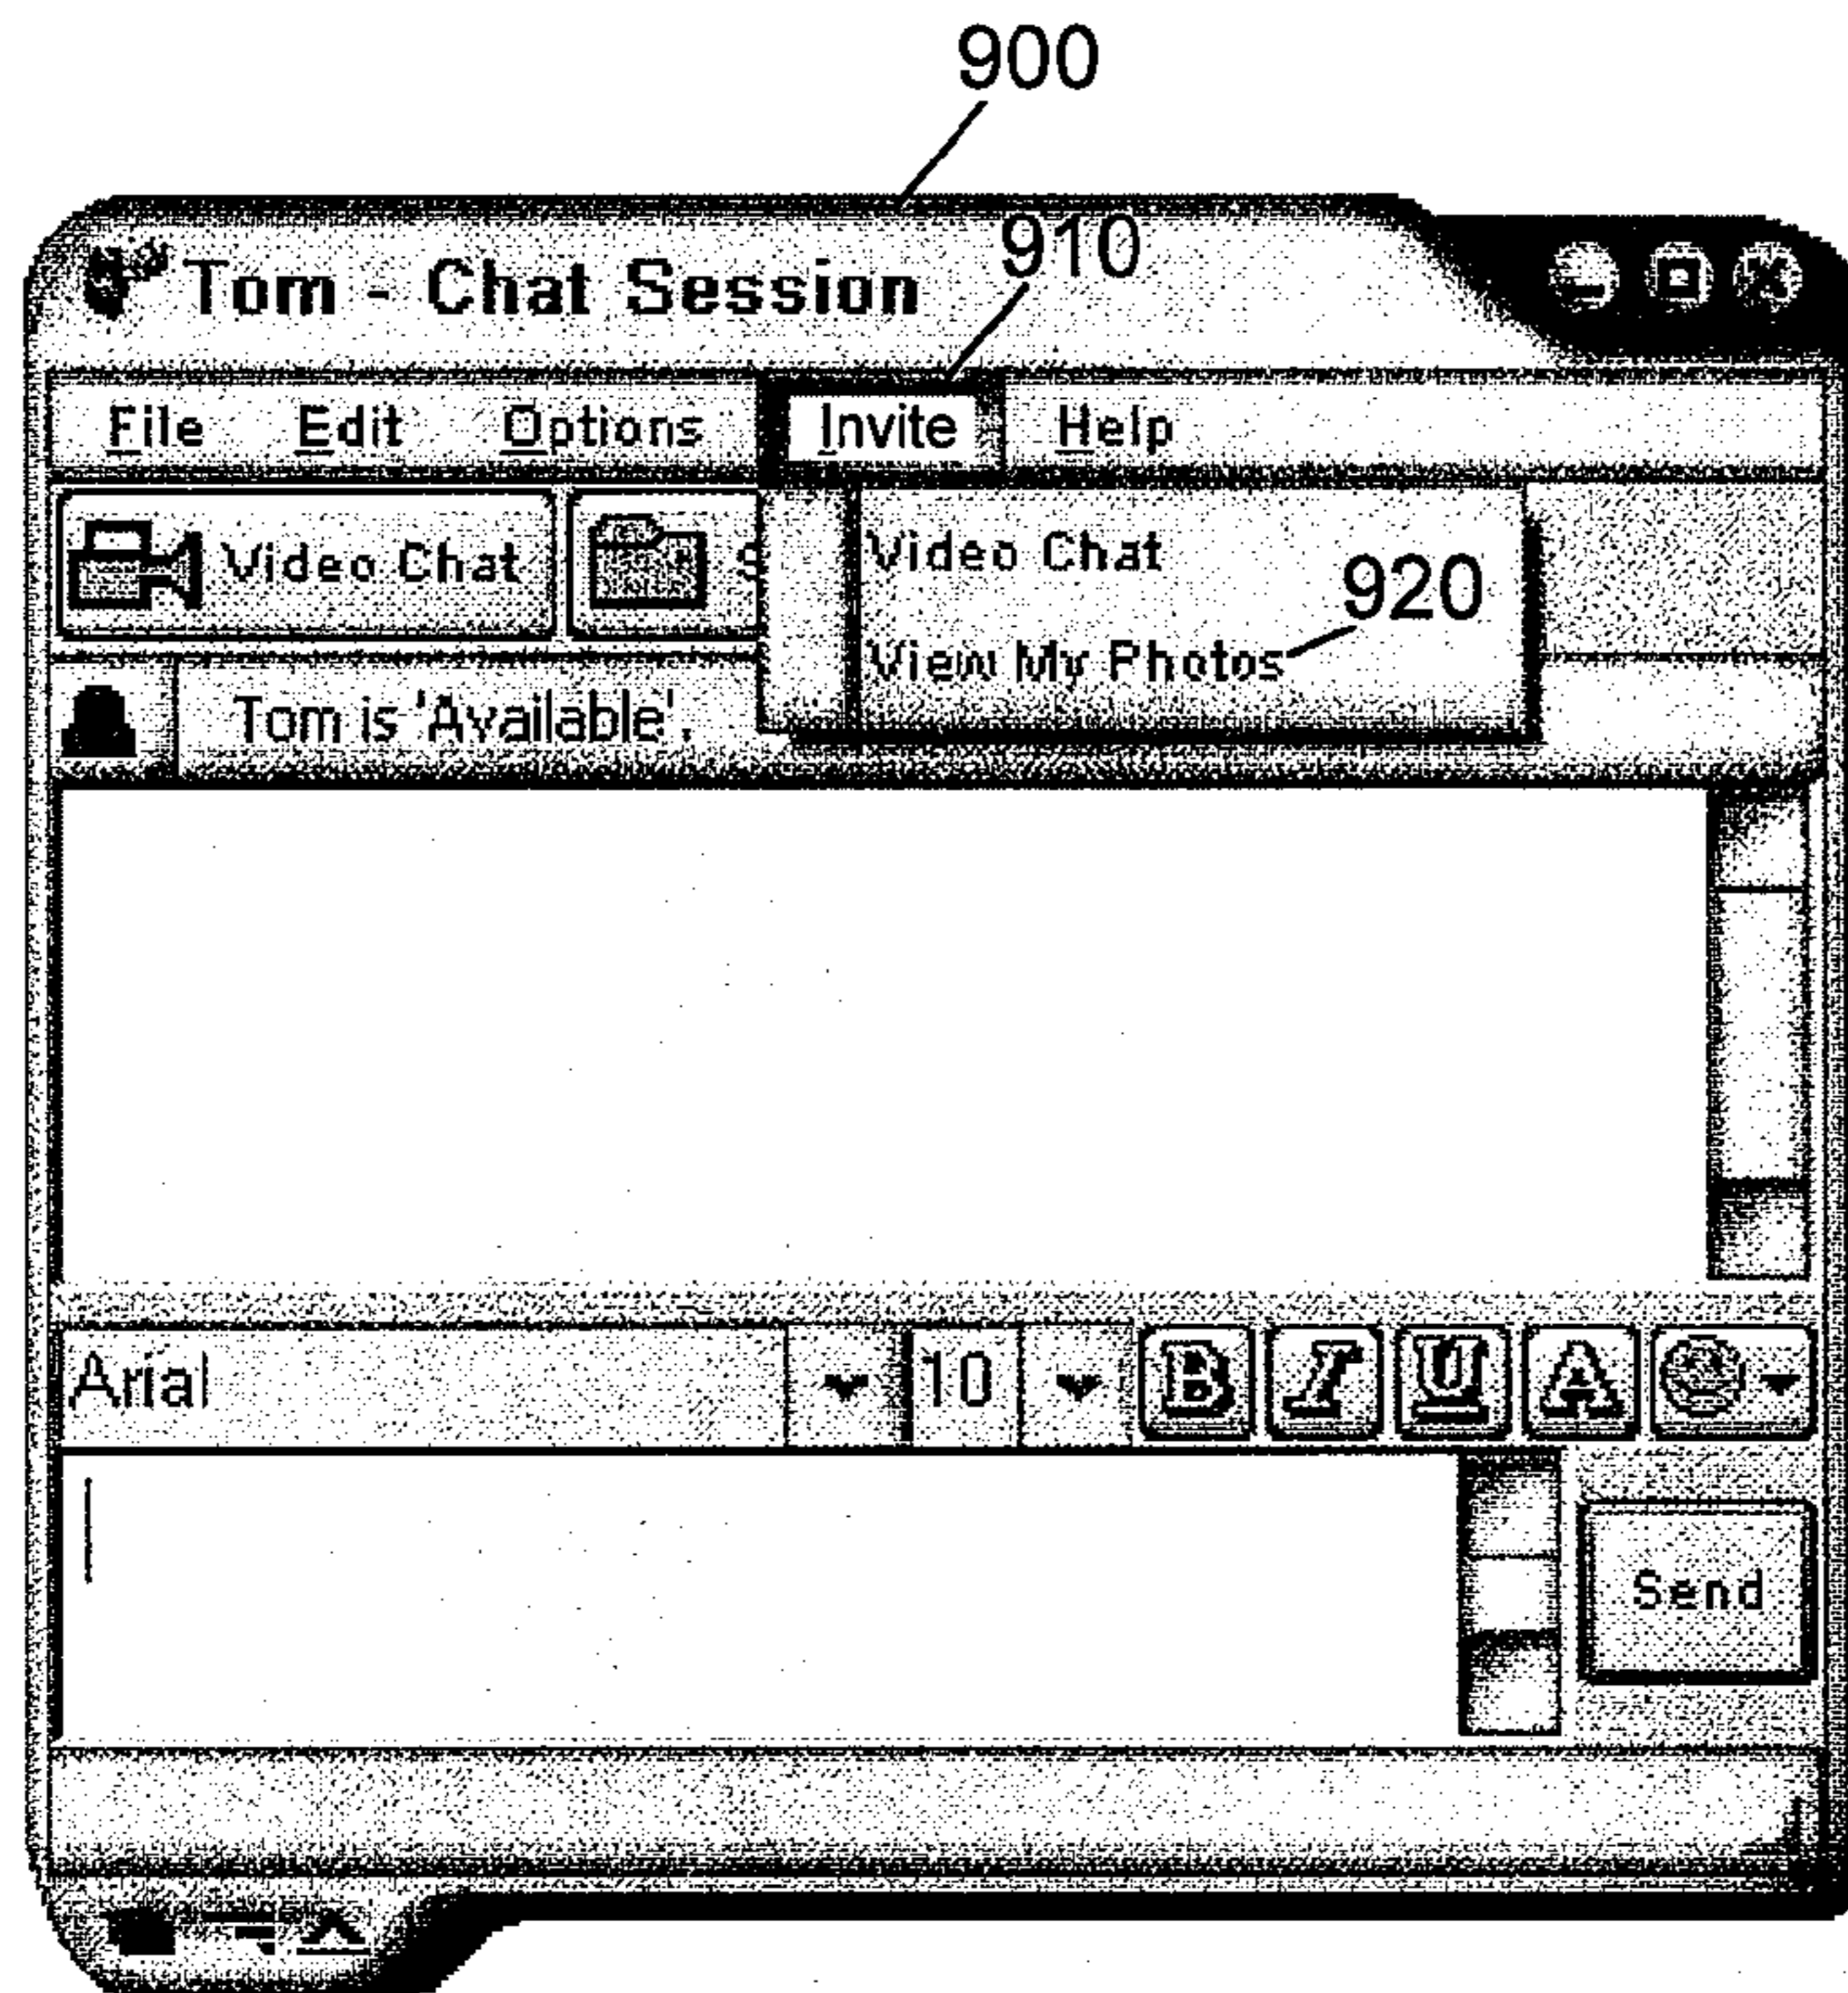 900
910
Tom - Chat Session
File Edit Options Invite Help
Video Chat S
Video Chat
920
View My Photos
Tom is 'Available'.
Arial 10 B I U A
Send